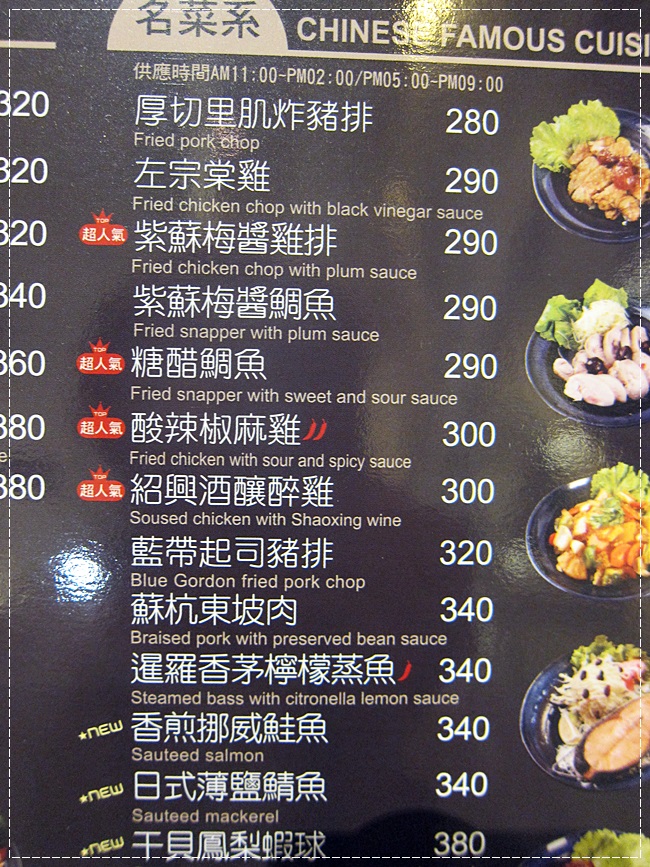 名菜系 CHINESE FAMOUS CUISI
供應時間AM11:00-PM02:00/PM05:00-PM09:00
320
厚切里肌炸豬排 280
Fried pork chop
320
左宗棠雞 290
Fried chicken chop with black vinegar sauce
320
TOP 超人氣 紫蘇梅醬雞排 290
Fried chicken chop with plum sauce
340
紫蘇梅醬鯛魚 290
Fried snapper with plum sauce
360
TOP 超人氣 糖醋鯛魚 290
Fried snapper with sweet and sour sauce
380
TOP 超人氣 酸辣椒麻雞 300
Fried chicken with sour and spicy sauce
380
TOP 超人氣 紹興酒釀醉雞 300
Soused chicken with Shaoxing wine
藍帶起司豬排 320
Blue Gordon fried pork chop
蘇杭東坡肉 340
Braised pork with preserved bean sauce
暹羅香茅檸檬蒸魚 340
Steamed bass with citronella lemon sauce
★NEW 香煎挪威鮭魚 340
Sauteed salmon
★NEW 日式薄鹽鯖魚 340
Sauteed mackerel
★NEW 干貝鳳梨蝦球 380